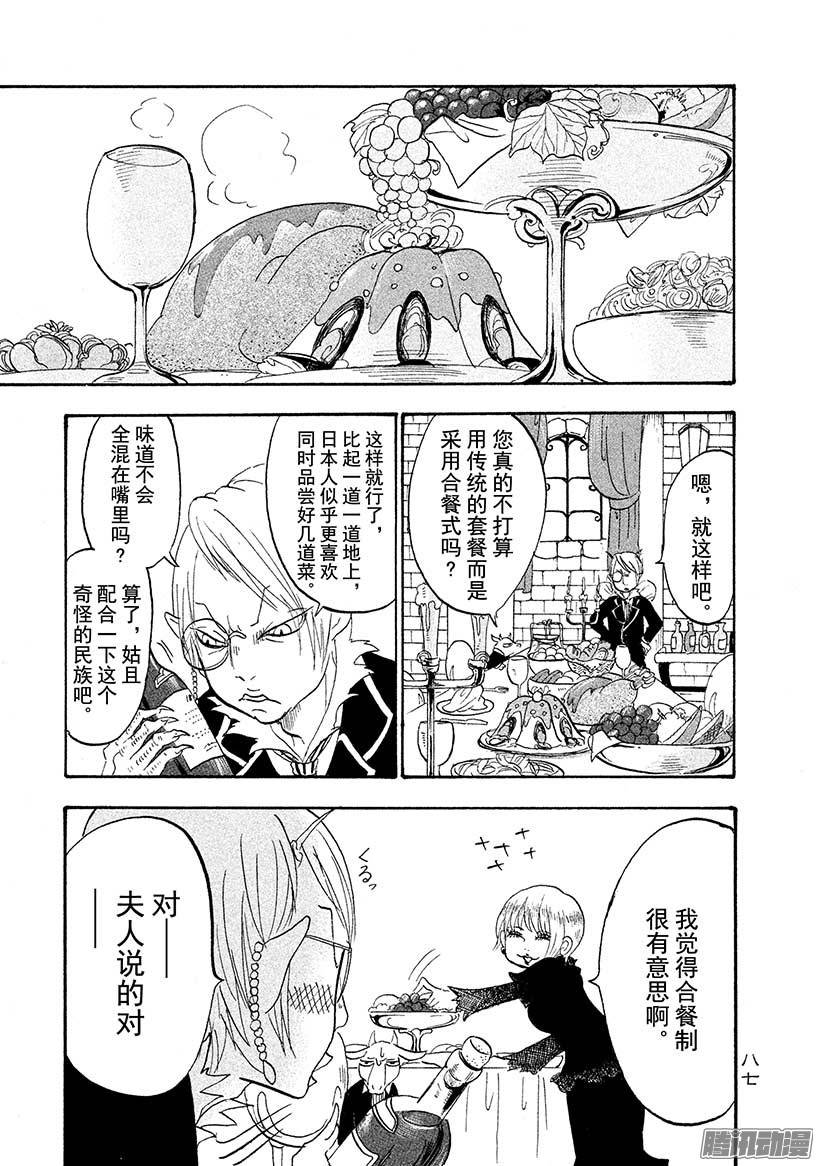 嗯，就这样吧。
您真的不打算
用传统的套餐而是
采用合餐式吗？
这样就行了，
比起一道一道地上，
日本人似乎更喜欢
同时品尝好几道菜。
味道不会
全混在嘴里吗？
算了，姑且
配合一下这个
奇怪的民族吧。
我觉得合餐制
很有意思啊。
くるっ
对——
夫人说的对
——
八七
腾讯动漫